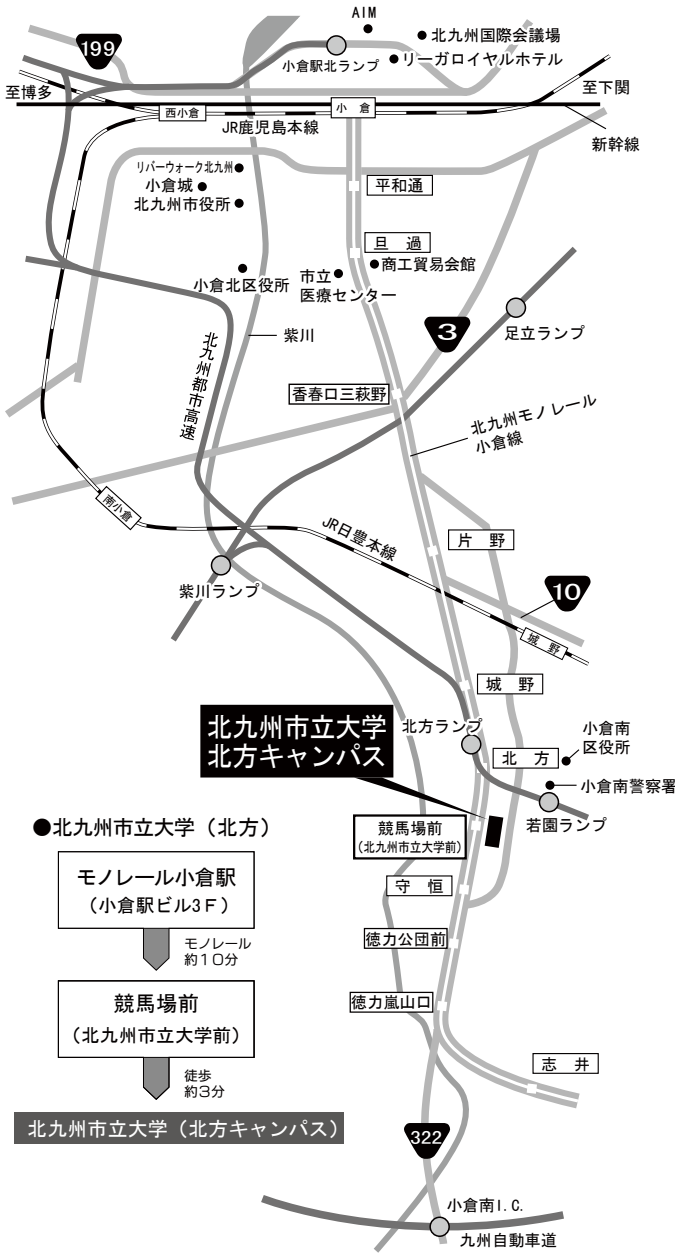 AIM
199
北九州国際会議場
小倉駅北ランプ
リーガロイヤルホテル
至博多
至下関
西小倉
小倉
JR鹿児島本線
新幹線
リバーウォーク北九州
小倉城
北九州市役所
平和通
旦過
商工貿易会館
小倉北区役所
市立
医療センター
紫川
3
足立ランプ
北九州都市高速
香春口三萩野
北九州モノレール
小倉線
南小倉
JR日豊本線
片野
紫川ランプ
10
城野
城野
北九州市立大学
北方キャンパス
北方ランプ
小倉南
区役所
北方
小倉南警察署
若園ランプ
●北九州市立大学（北方）
競馬場前
（北九州市立大学前）
モノレール小倉駅
（小倉駅ビル3F）
守恒
モノレール
約10分
徳力公団前
競馬場前
（北九州市立大学前）
徳力嵐山口
徒歩
約3分
志井
北九州市立大学（北方キャンパス）
322
小倉南I.C.
九州自動車道